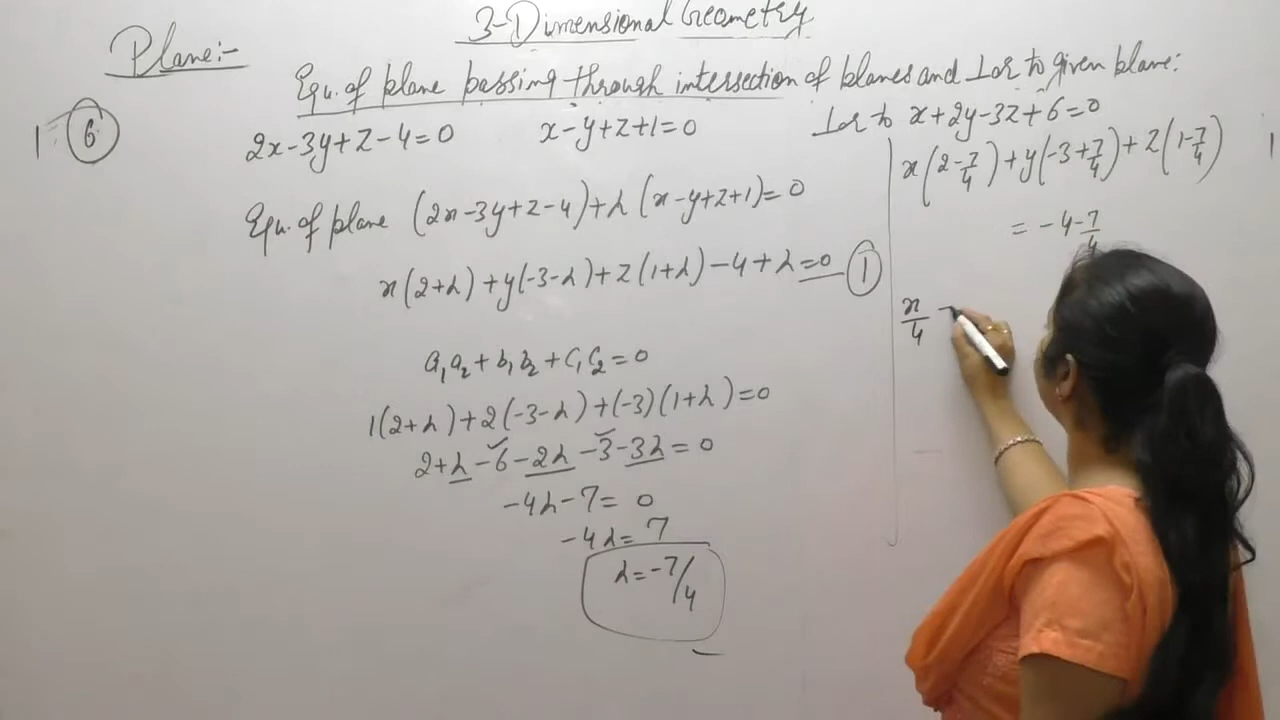 3-Dimensional Geometry
Plane:-
Equ. of plane passing through intersection of planes and ⊥ar to given plane:
1 6
2x-3y+z-4=0 x-y+z+1=0 ⊥ar to x+2y-3z+6=0
Equ. of plane (2x-3y+z-4)+λ(x-y+z+1)=0
x(2+λ)+y(-3-λ)+z(1+λ)-4+λ=0 ①
a₁a₂+b₁b₂+c₁c₂=0
1(2+λ)+2(-3-λ)+(-3)(1+λ)=0
2+λ-6-2λ-3-3λ=0
-4λ-7=0
-4λ=7
λ=-7/4
x(2-7/4)+y(-3+7/4)+z(1-7/4)
=-4-7/4
x/4 -